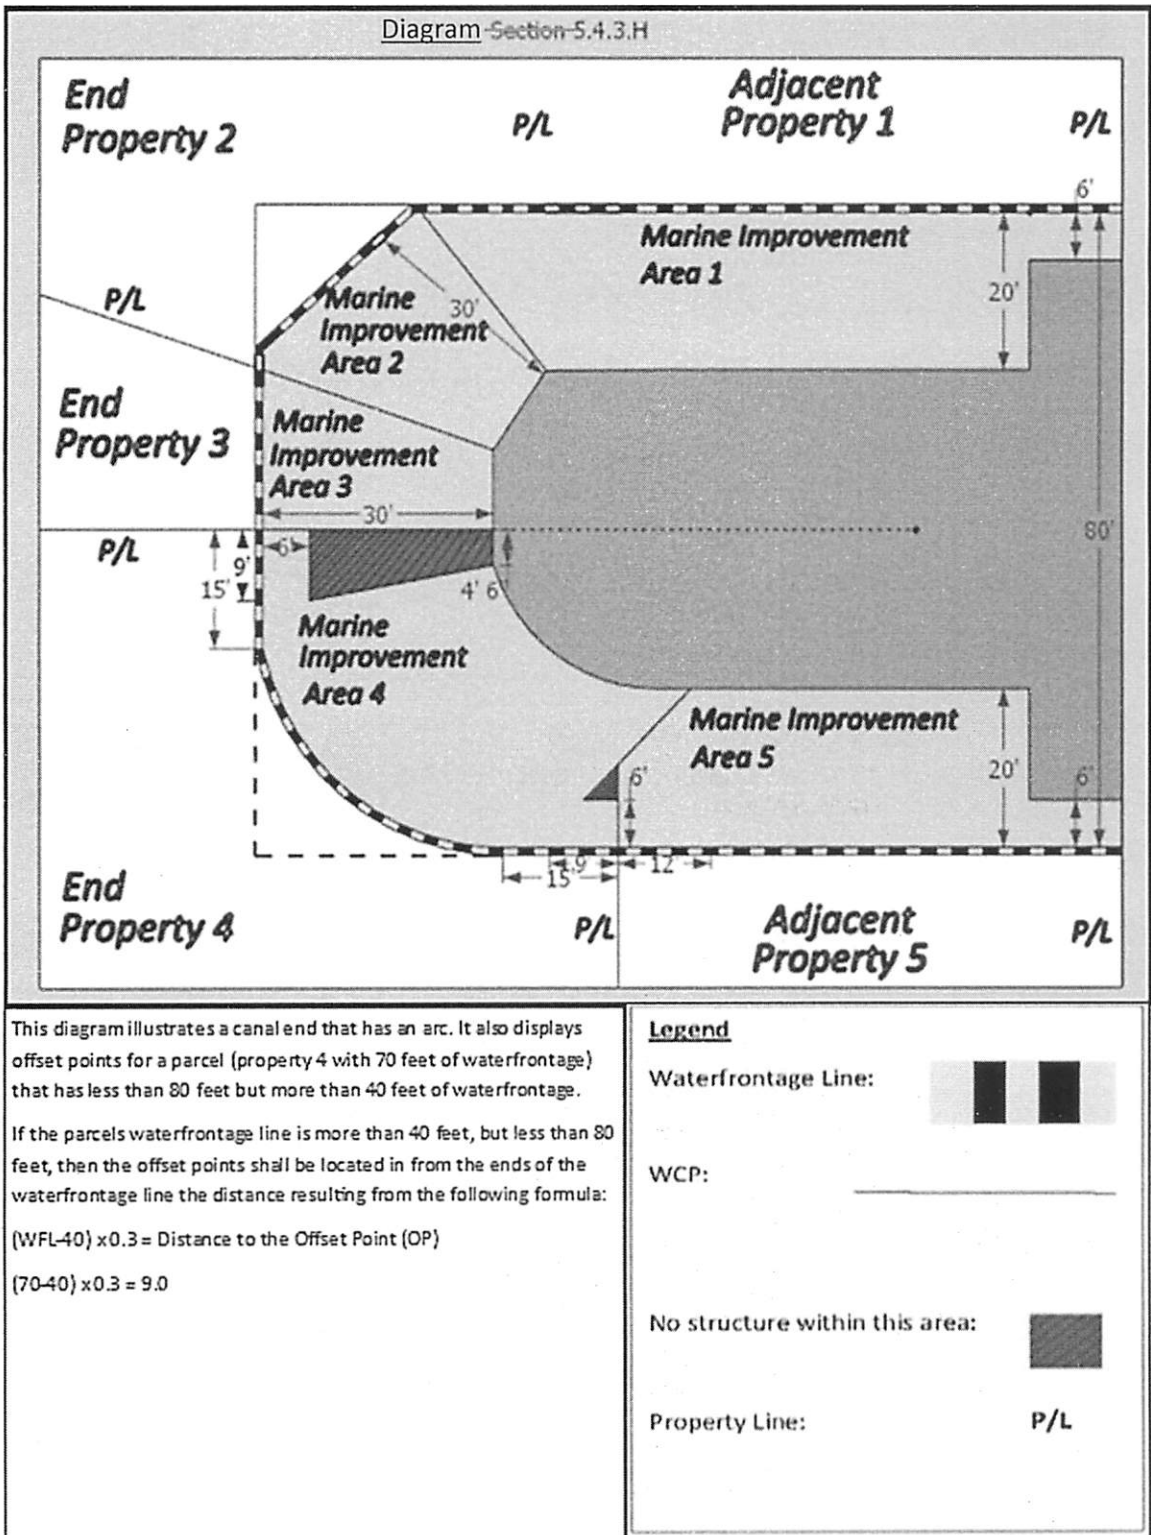 Diagram Section 5.4.3.H
End
Property 2
P/L
Adjacent
Property 1
P/L
6'
Marine Improvement
Area 1
20'
P/L
Marine
Improvement
Area 2
30'
End
Property 3
Marine
Improvement
Area 3
30'
80'
P/L
6'
9'
15'
4' 6"
Marine
Improvement
Area 4
Marine Improvement
Area 5
6'
20'
6'
9'
12'
15'
End
Property 4
P/L
Adjacent
Property 5
P/L
This diagram illustrates a canal end that has an arc. It also displays
offset points for a parcel (property 4 with 70 feet of waterfrontage)
that has less than 80 feet but more than 40 feet of waterfrontage.
If the parcels waterfrontage line is more than 40 feet, but less than 80
feet, then the offset points shall be located in from the ends of the
waterfrontage line the distance resulting from the following formula:
(WFL-40) x0.3 = Distance to the Offset Point (OP)
(70-40) x0.3 = 9.0
Legend
Waterfrontage Line:
WCP:
No structure within this area:
Property Line:
P/L